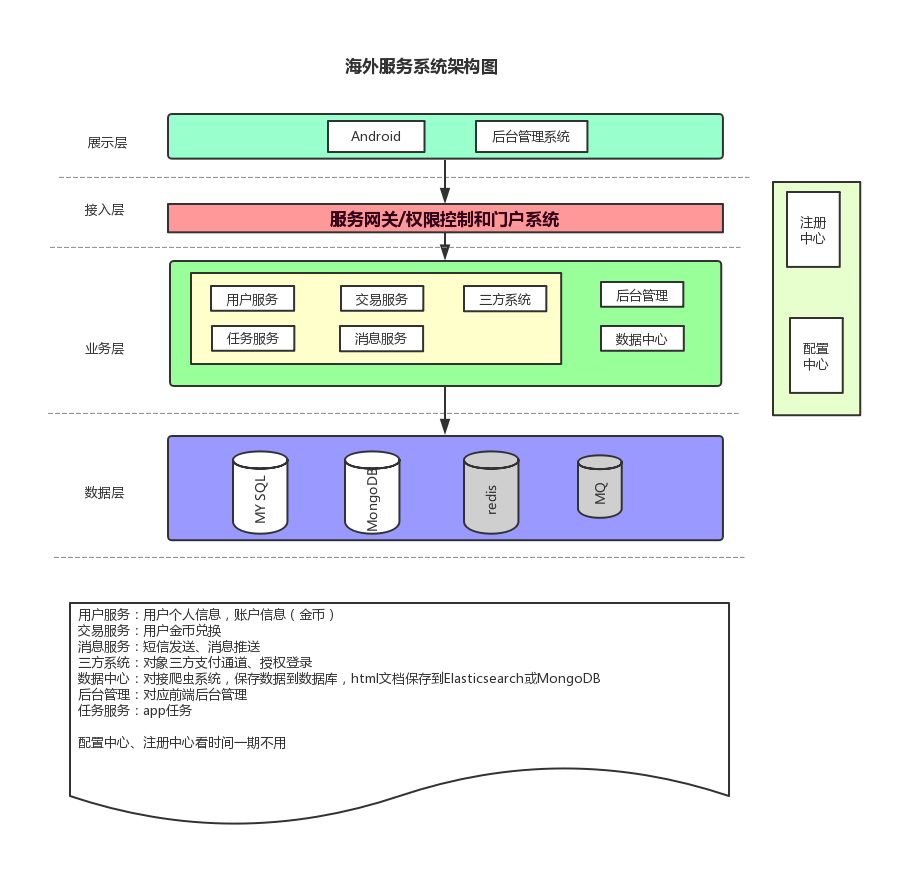 海外服务系统架构图
展示层
Android
后台管理系统
接入层
服务网关/权限控制和门户系统
注册
中心
业务层
用户服务
交易服务
三方系统
后台管理
任务服务
消息服务
数据中心
配置
中心
数据层
MY SQL
MongoDB
redis
MQ
用户服务：用户个人信息，账户信息（金币）
交易服务：用户金币兑换
消息服务：短信发送、消息推送
三方系统：对象三方支付通道、授权登录
数据中心：对接爬虫系统，保存数据到数据库，html文档保存到Elasticsearch或MongoDB
后台管理：对应前端后台管理
任务服务：app任务
配置中心、注册中心看时间一期不用